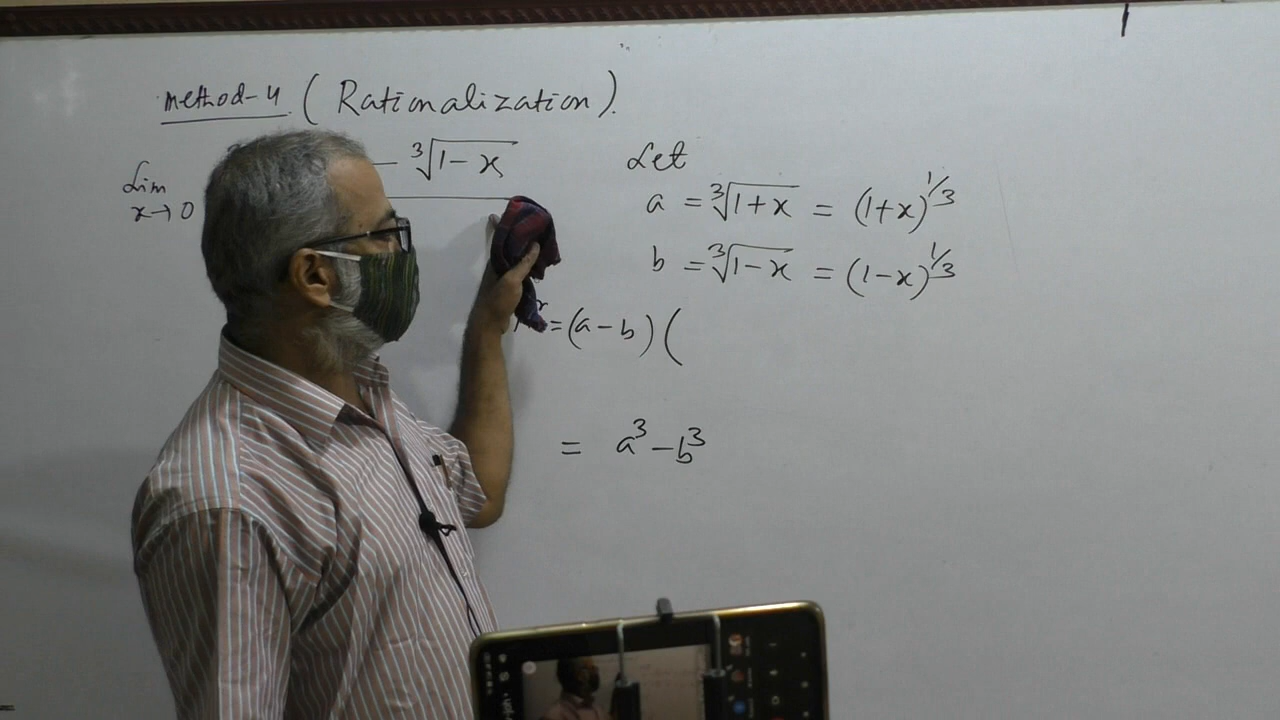 method-4 (Rationalization).
Lim x→0 - ∛(1-x)
Let
a = ∛(1+x) = (1+x)^1/3
b = ∛(1-x) = (1-x)^1/3
r = (a-b)(
= a³-b³